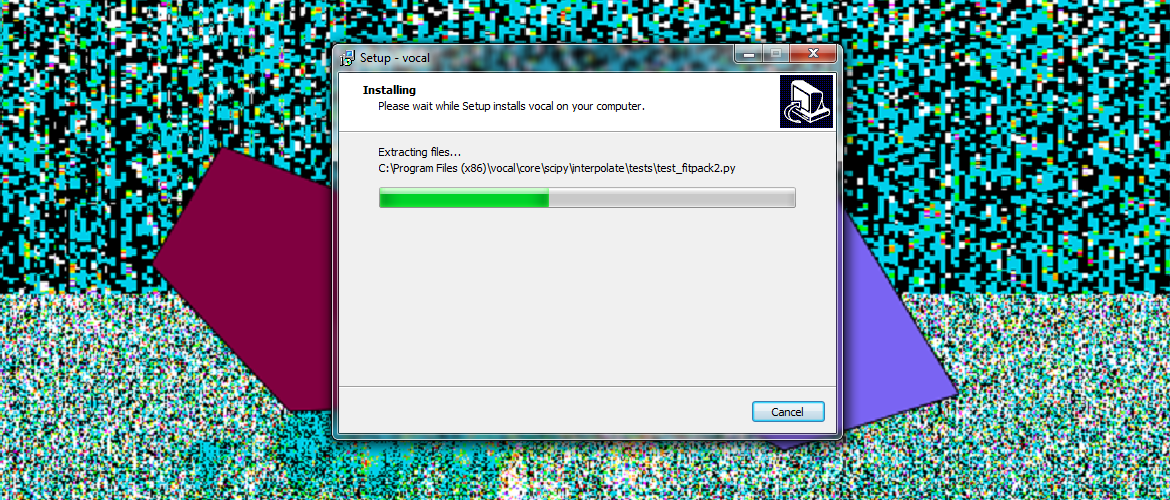 Setup - vocal
Installing
Please wait while Setup installs vocal on your computer.
Extracting files...
C:\Program Files (x86)\vocal\core\scipy\interpolate\tests\test_fitpack2.py
Cancel